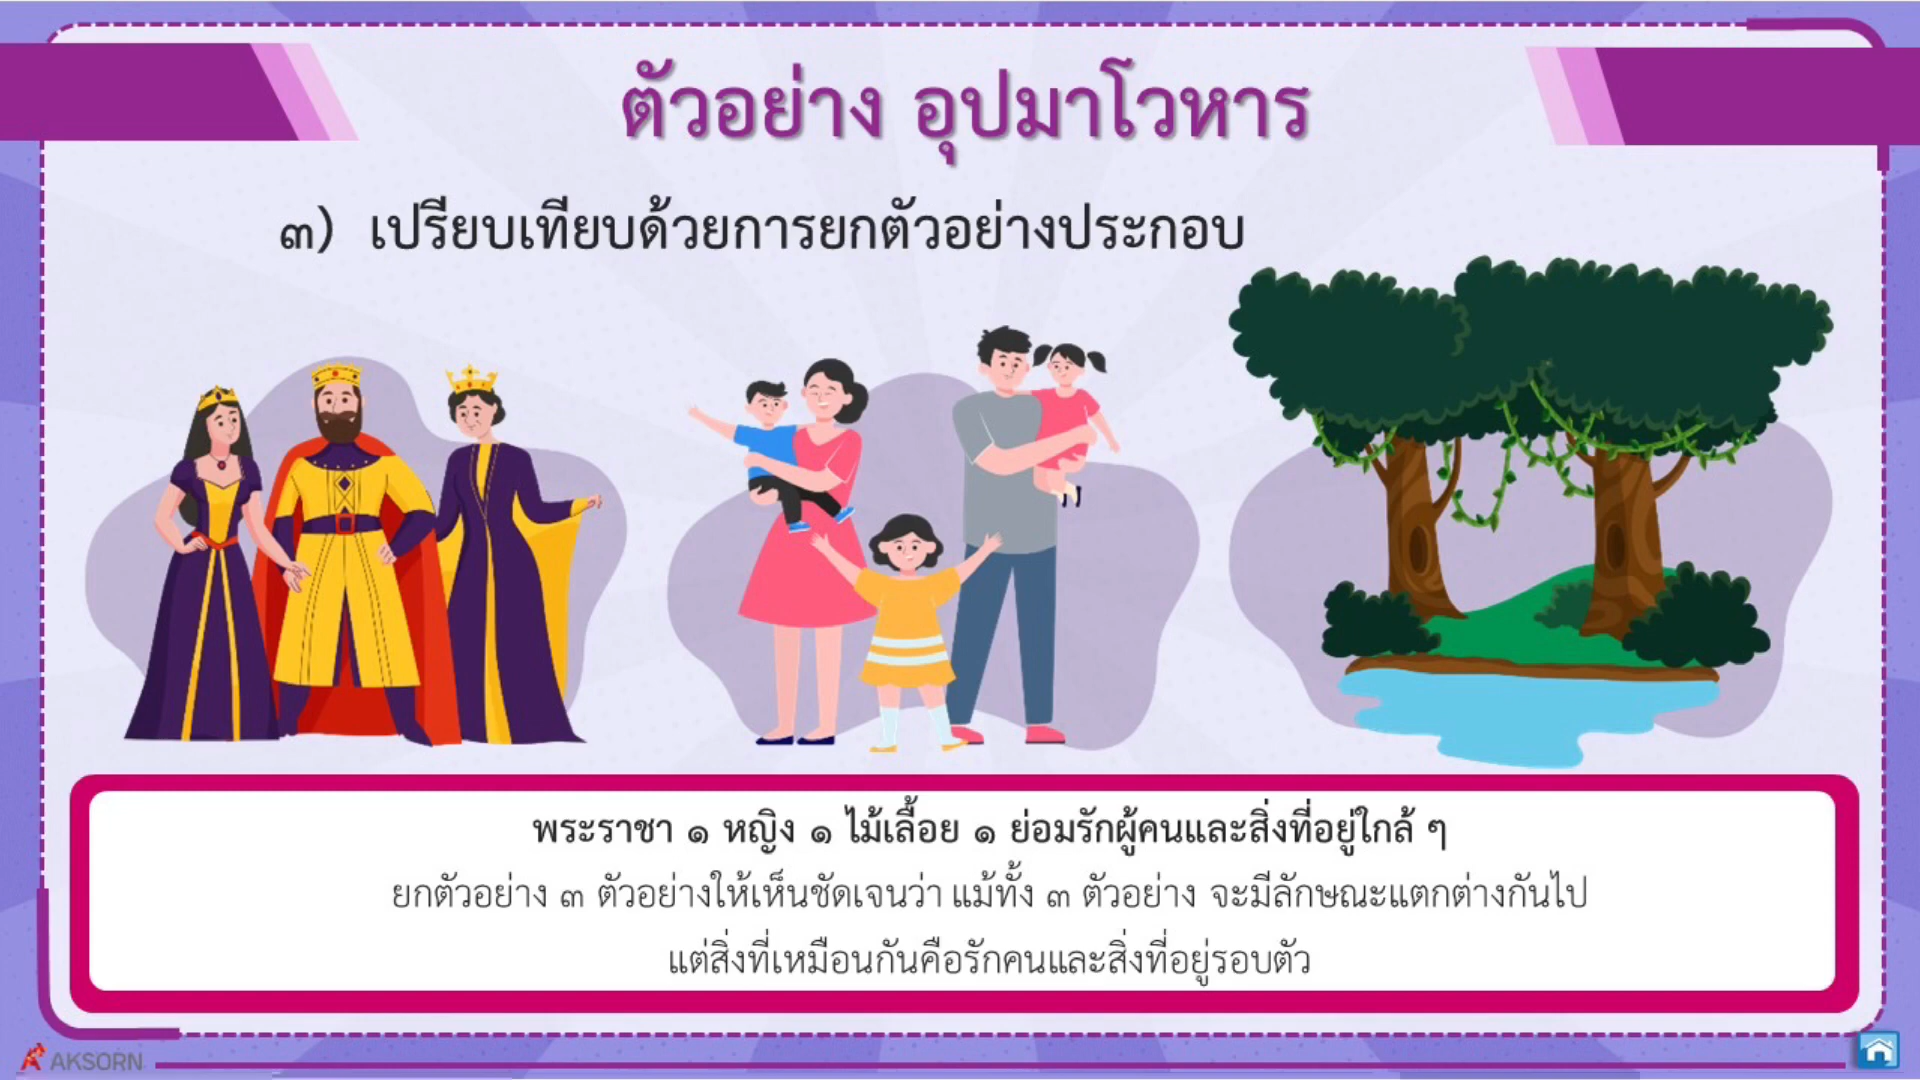 ตัวอย่าง อุปมาโวหาร
๓) เปรียบเทียบด้วยการยกตัวอย่างประกอบ
พระราชา ๑ หญิง ๑ ไม้เลื้อย ๑ ย่อมรักผู้คนและสิ่งที่อยู่ใกล้ ๆ
ยกตัวอย่าง ๓ ตัวอย่างให้เห็นชัดเจนว่า แม้ทั้ง ๓ ตัวอย่าง จะมีลักษณะแตกต่างกันไป
แต่สิ่งที่เหมือนกันคือรักคนและสิ่งที่อยู่รอบตัว
AKSORN